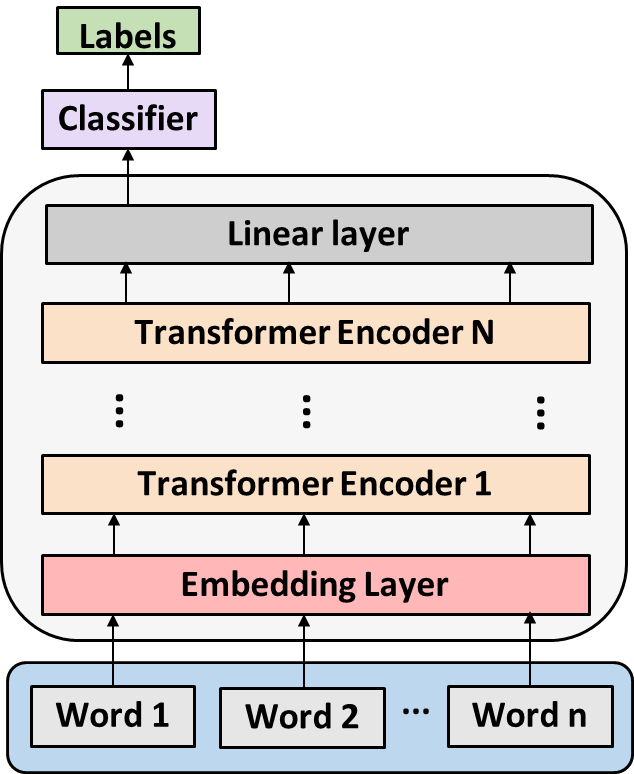 Labels
Classifier
Linear layer
Transformer Encoder N
Transformer Encoder 1
Embedding Layer
Word 1 Word 2 ... Word n